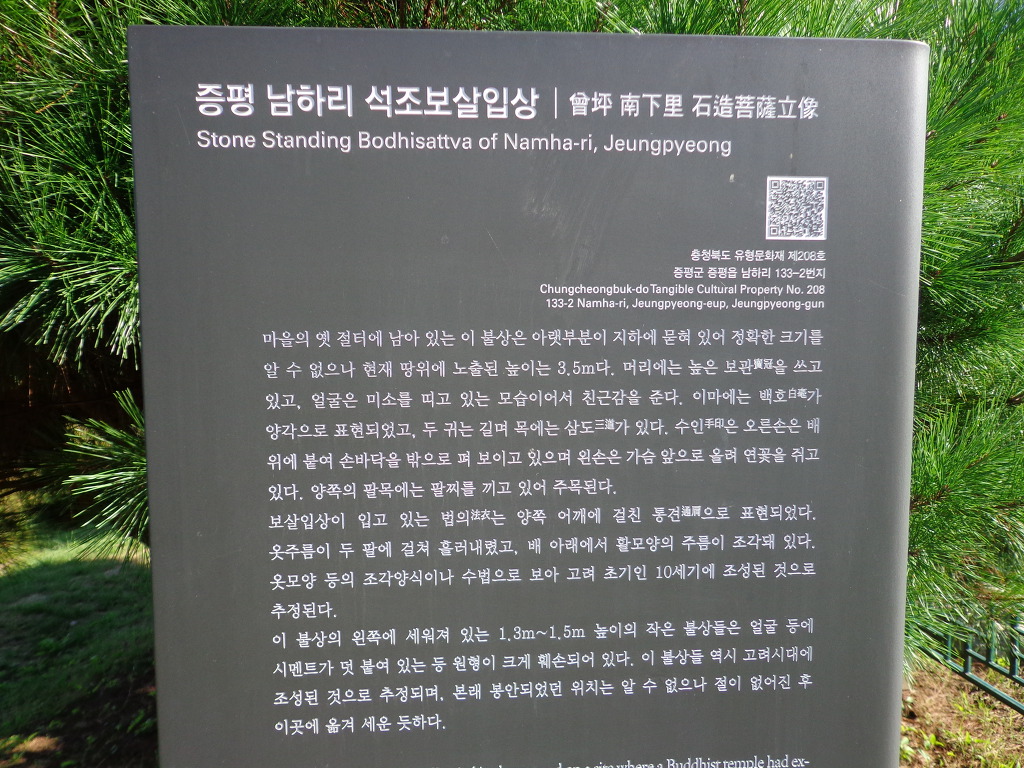 증평 남하리 석조보살입상 | 曾坪 南下里 石造菩薩立像
Stone Standing Bodhisattva of Namha-ri, Jeungpyeong
충청북도 유형문화재 제208호
증평군 증평읍 남하리 133-2번지
Chungcheongbuk-do Tangible Cultural Property No. 208
133-2 Namha-ri, Jeungpyeong-eup, Jeungpyeong-gun
마을의 옛 절터에 남아 있는 이 불상은 아랫부분이 지하에 묻혀 있어 정확한 크기를
알 수 없으나 현재 땅위에 노출된 높이는 3.5m다. 머리에는 높은 보관寶冠을 쓰고
있고, 얼굴은 미소를 띠고 있는 모습이어서 친근감을 준다. 이마에는 백호白毫가
양각으로 표현되었고, 두 귀는 길며 목에는 삼도三道가 있다. 수인手印은 오른손은 배
위에 붙여 손바닥을 밖으로 펴 보이고 있으며 왼손은 가슴 앞으로 올려 연꽃을 쥐고
있다. 양쪽의 팔목에는 팔찌를 끼고 있어 주목된다.
보살입상이 입고 있는 법의法衣는 양쪽 어깨에 걸친 통견通肩으로 표현되었다.
옷주름이 두 팔에 걸쳐 흘러내렸고, 배 아래에서 활모양의 주름이 조각돼 있다.
옷모양 등의 조각양식이나 수법으로 보아 고려 초기인 10세기에 조성된 것으로
추정된다.
이 불상의 왼쪽에 세워져 있는 1.3m~1.5m 높이의 작은 불상들은 얼굴 등에
시멘트가 덧 붙여 있는 등 원형이 크게 훼손되어 있다. 이 불상들 역시 고려시대에
조성된 것으로 추정되며, 본래 봉안되었던 위치는 알 수 없으나 절이 없어진 후
이곳에 옮겨 세운 듯하다.
on a site where a Buddhist temple had ex-